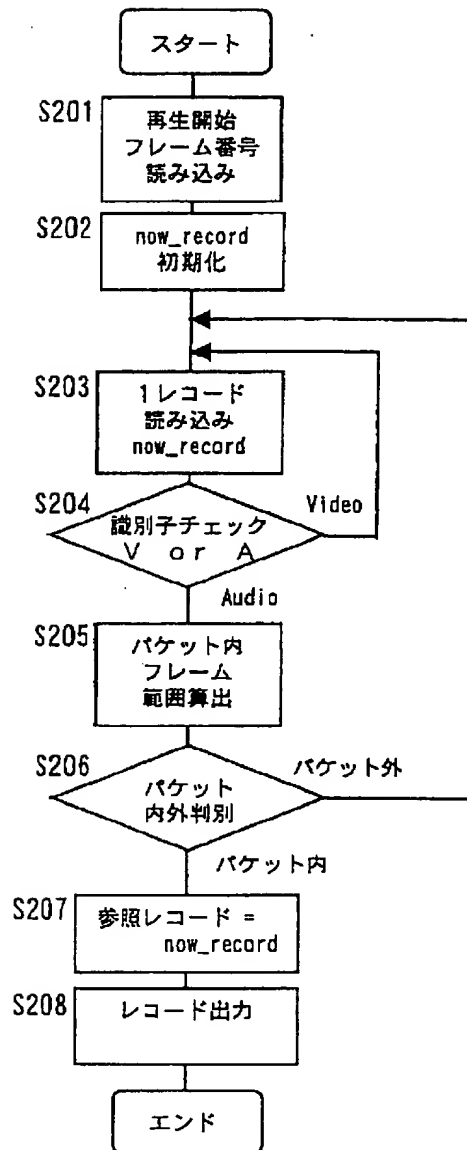 スタート
S201
再生開始
フレーム番号
読み込み
S202
now_record
初期化
S203
1レコード
読み込み
now_record
S204
識別子チェック
V or A
Video
Audio
S205
パケット内
フレーム
範囲算出
S206
パケット
内外判別
パケット外
パケット内
S207
参照レコード =
now_record
S208
レコード出力
エンド